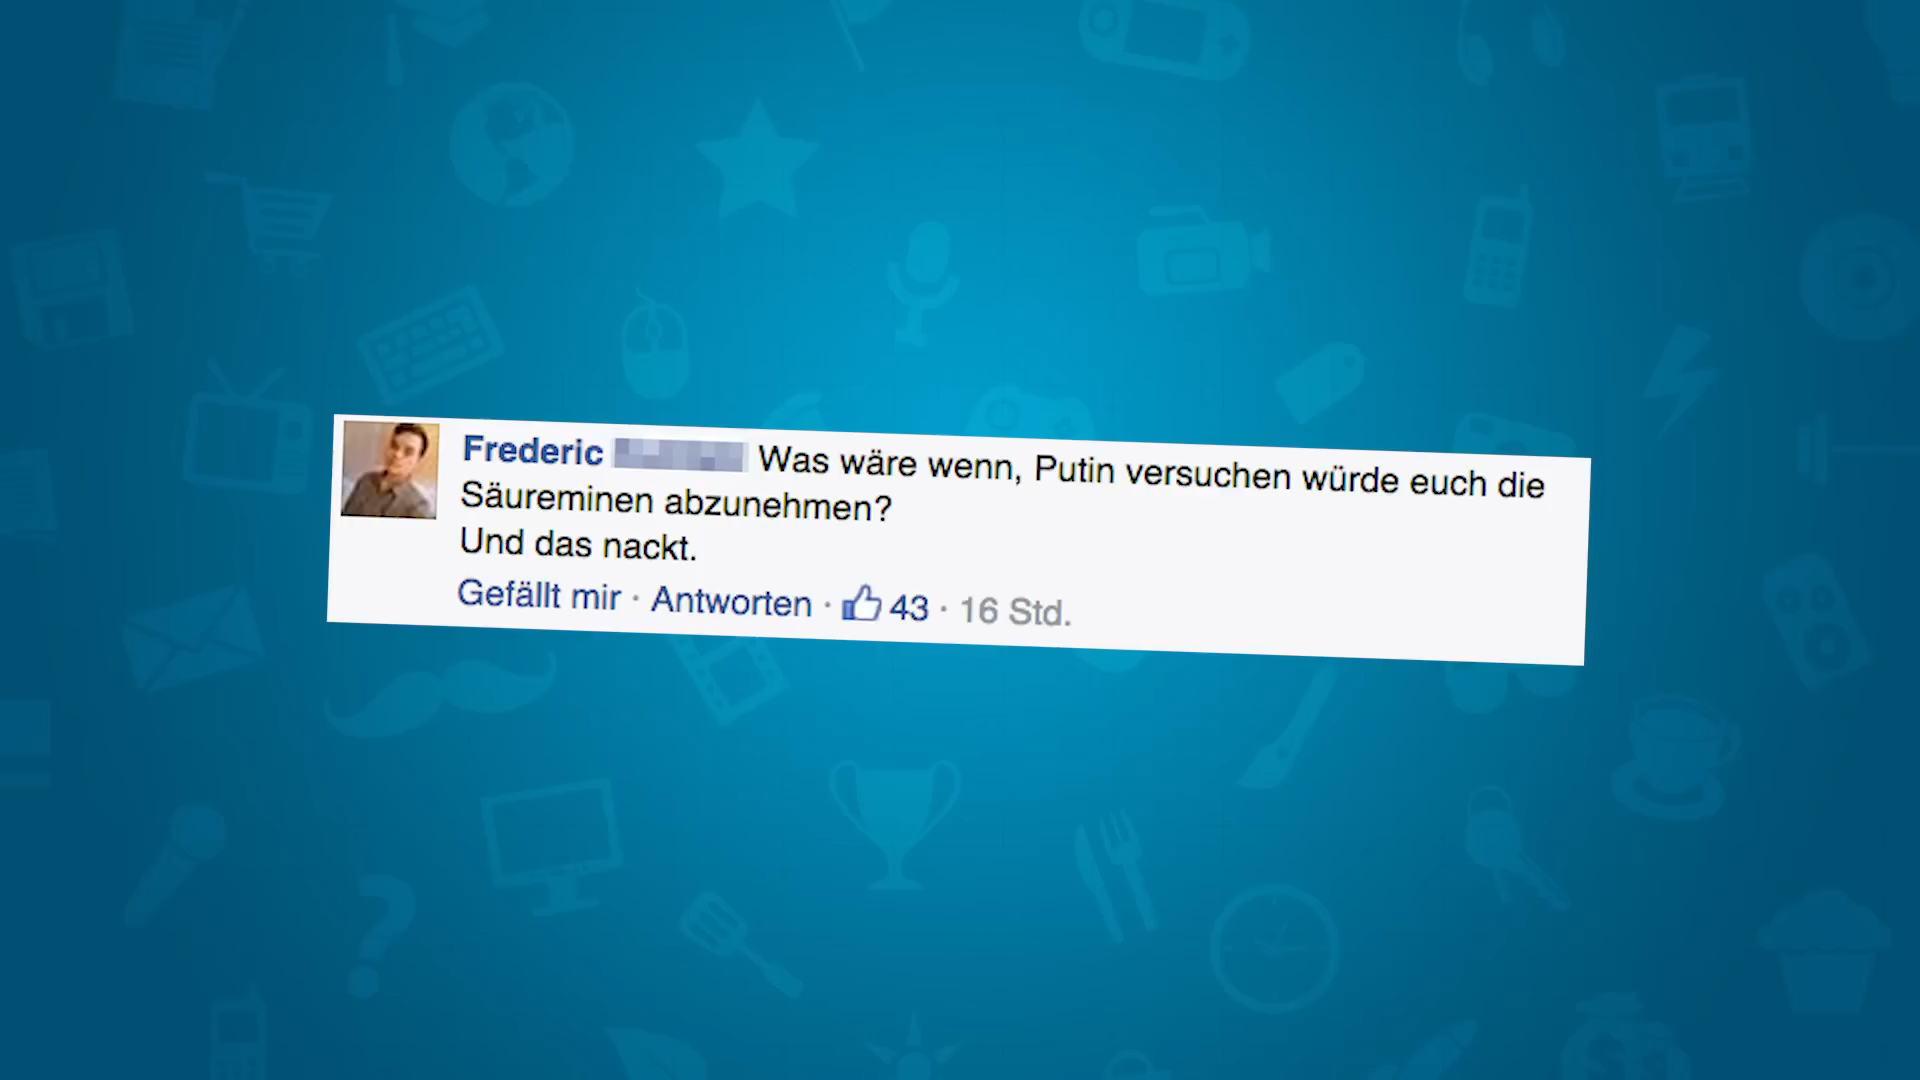 Frederic Was wäre wenn, Putin versuchen würde euch die
Säureminen abzunehmen?
Und das nackt.
Gefällt mir · Antworten · 43 · 16 Std.